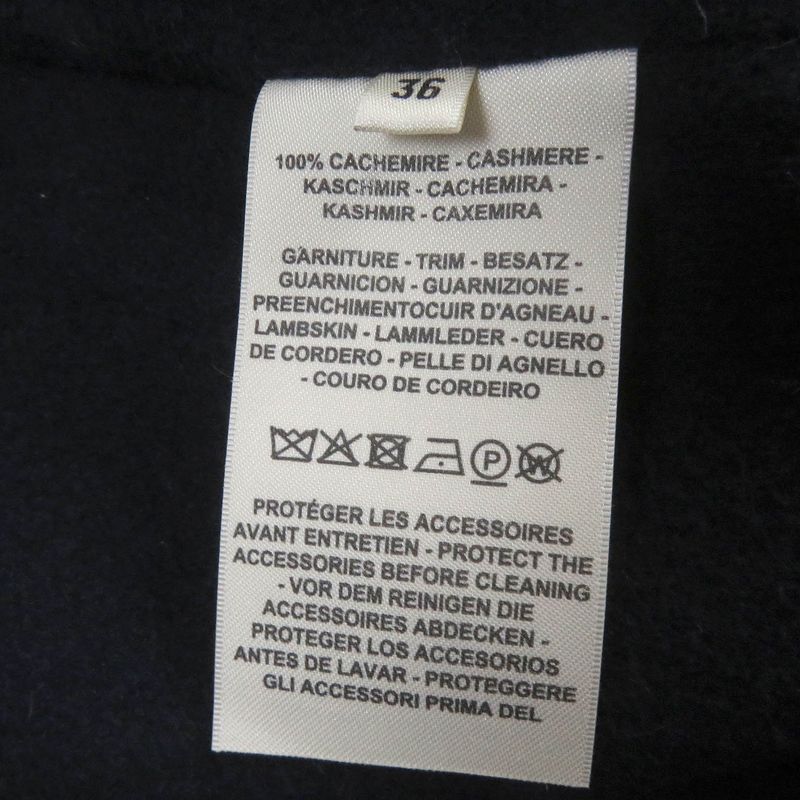 36
100% CACHEMIRE - CASHMERE -
KASCHMIR - CACHEMIRA -
KASHMIR - CAXEMIRA
GARNITURE - TRIM - BESATZ -
GUARNICION - GUARNIZIONE -
PREENCHIMENTOCUIR D'AGNEAU -
LAMBSKIN - LAMMLEDER - CUERO
DE CORDERO - PELLE DI AGNELLO
- COURO DE CORDEIRO
P W
PROTÉGER LES ACCESSOIRES
AVANT ENTRETIEN - PROTECT THE
ACCESSORIES BEFORE CLEANING
- VOR DEM REINIGEN DIE
ACCESSOIRES ABDECKEN -
PROTEGER LOS ACCESORIOS
ANTES DE LAVAR - PROTEGGERE
GLI ACCESSORI PRIMA DEL